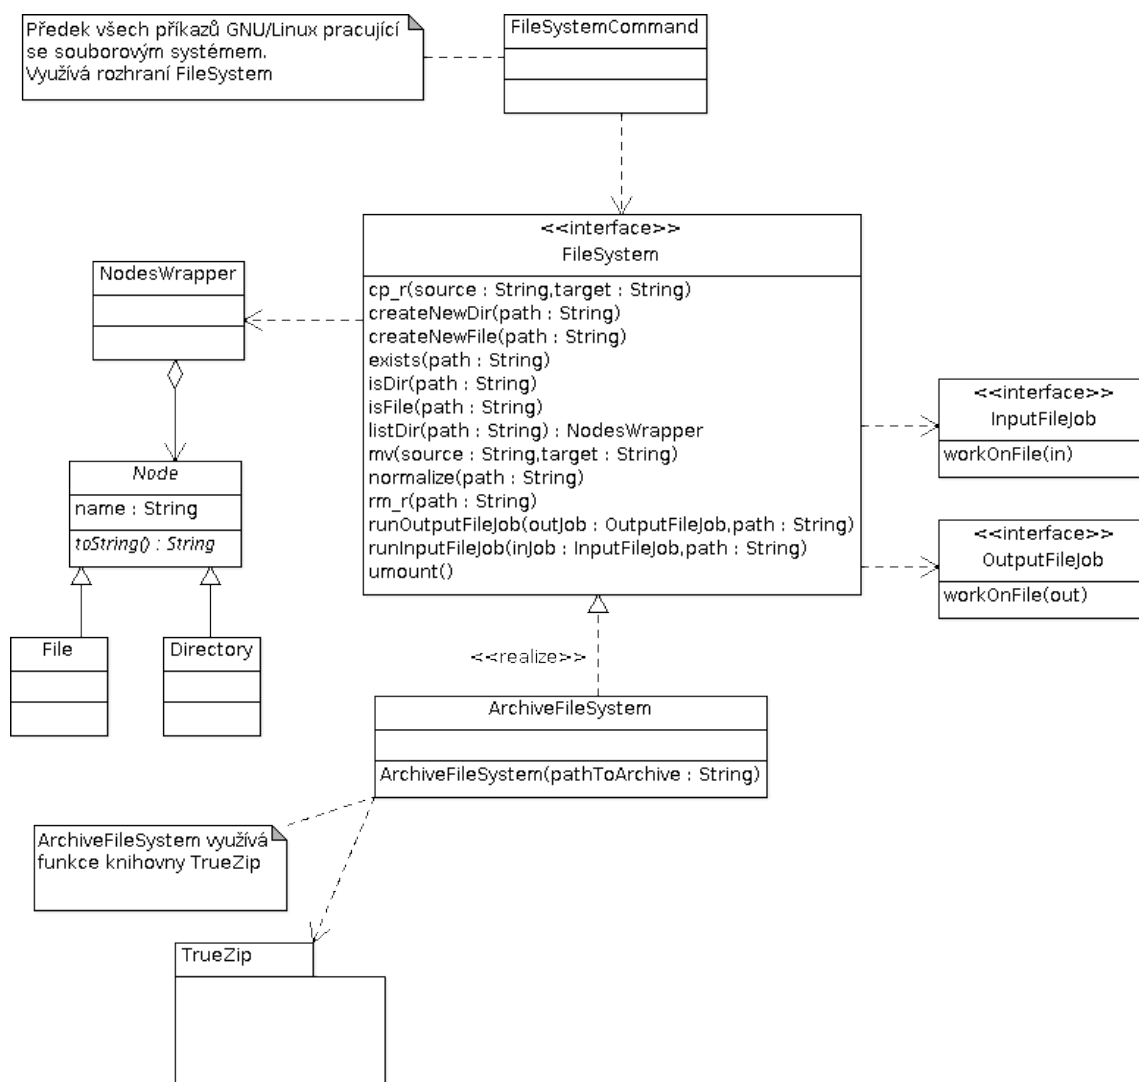 Předek všech příkazů GNU/Linux pracující
se souborovým systémem.
Využívá rozhraní FileSystem
FileSystemCommand
<<interface>>
FileSystem
cp_r(source : String,target : String)
createNewDir(path : String)
createNewFile(path : String)
exists(path : String)
isDir(path : String)
isFile(path : String)
listDir(path : String) : NodesWrapper
mv(source : String,target : String)
normalize(path : String)
rm_r(path : String)
runOutputFileJob(outJob : OutputFileJob,path : String)
runInputFileJob(inJob : InputFileJob,path : String)
umount()
NodesWrapper
Node
name : String
toString() : String
File
Directory
<<interface>>
InputFileJob
workOnFile(in)
<<interface>>
OutputFileJob
workOnFile(out)
<<realize>>
ArchiveFileSystem
ArchiveFileSystem(pathToArchive : String)
ArchiveFileSystem využívá
funkce knihovny TrueZip
TrueZip